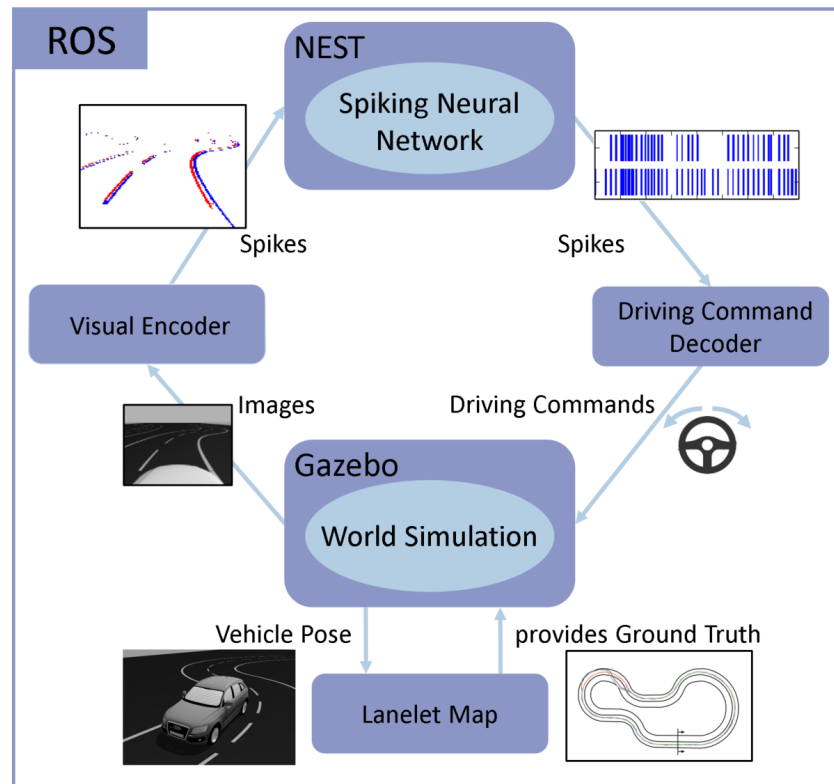 ROS
NEST
Spiking Neural
Network
Spikes
Spikes
Visual Encoder
Driving Command
Decoder
Images
Driving Commands
Gazebo
World Simulation
Vehicle Pose
provides Ground Truth
Lanelet Map